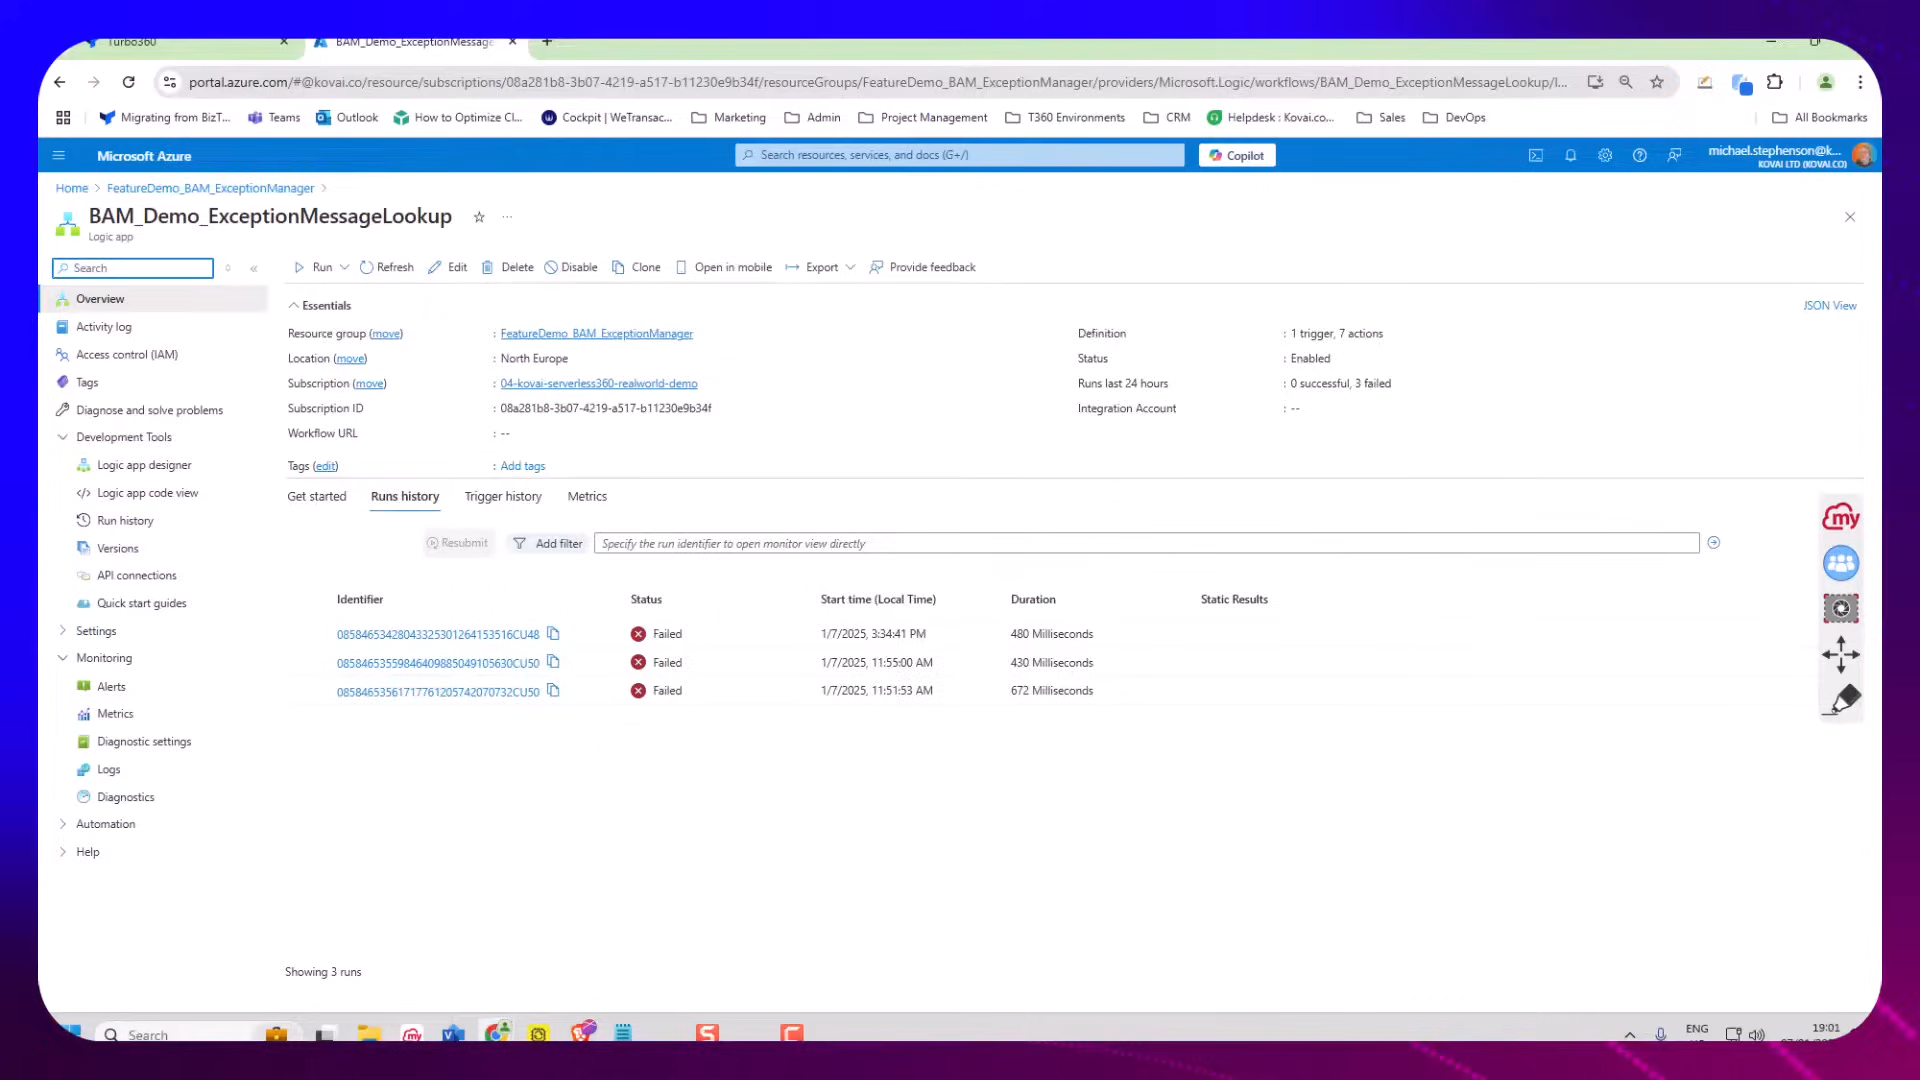 Turbo360
BAM_Demo_ExceptionMessage
portal.azure.com/#@kovai.co/resource/subscriptions/08a281b8-3b07-4219-a517-b11230e9b34f/resourceGroups/FeatureDemo_BAM_ExceptionManager/providers/Microsoft.Logic/workflows/BAM_Demo_ExceptionMessageLookup/l...
Migrating from BizT... Teams Outlook How to Optimize Cl... Cockpit | WeTransac... Marketing Admin Project Management T360 Environments CRM Helpdesk : Kovai.co... Sales DevOps All Bookmarks
Microsoft Azure
Search resources, services, and docs (G+/)
Copilot
michael.stephenson@k...
KOVAI LTD (KOVAI.CO)
Home > FeatureDemo_BAM_ExceptionManager >
BAM_Demo_ExceptionMessageLookup
Logic app
Search
Run Refresh Edit Delete Disable Clone Open in mobile Export Provide feedback
Overview
Activity log
Access control (IAM)
Tags
Diagnose and solve problems
Development Tools
Logic app designer
Logic app code view
Run history
Versions
API connections
Quick start guides
Settings
Monitoring
Alerts
Metrics
Diagnostic settings
Logs
Diagnostics
Automation
Help
Essentials
JSON View
Resource group (move) : FeatureDemo_BAM_ExceptionManager
Location (move) : North Europe
Subscription (move) : 04-kovai-serverless360-realworld-demo
Subscription ID : 08a281b8-3b07-4219-a517-b11230e9b34f
Workflow URL : --
Definition : 1 trigger, 7 actions
Status : Enabled
Runs last 24 hours : 0 successful, 3 failed
Integration Account : --
Tags (edit) : Add tags
Get started Runs history Trigger history Metrics
Resubmit Add filter Specify the run identifier to open monitor view directly
Identifier Status Start time (Local Time) Duration Static Results
08584653428043325301264153516CU48 Failed 1/7/2025, 3:34:41 PM 480 Milliseconds
08584653559846409885049105630CU50 Failed 1/7/2025, 11:55:00 AM 430 Milliseconds
08584653561717761205742070732CU50 Failed 1/7/2025, 11:51:53 AM 672 Milliseconds
my
Showing 3 runs
Search
my
ENG
19:01